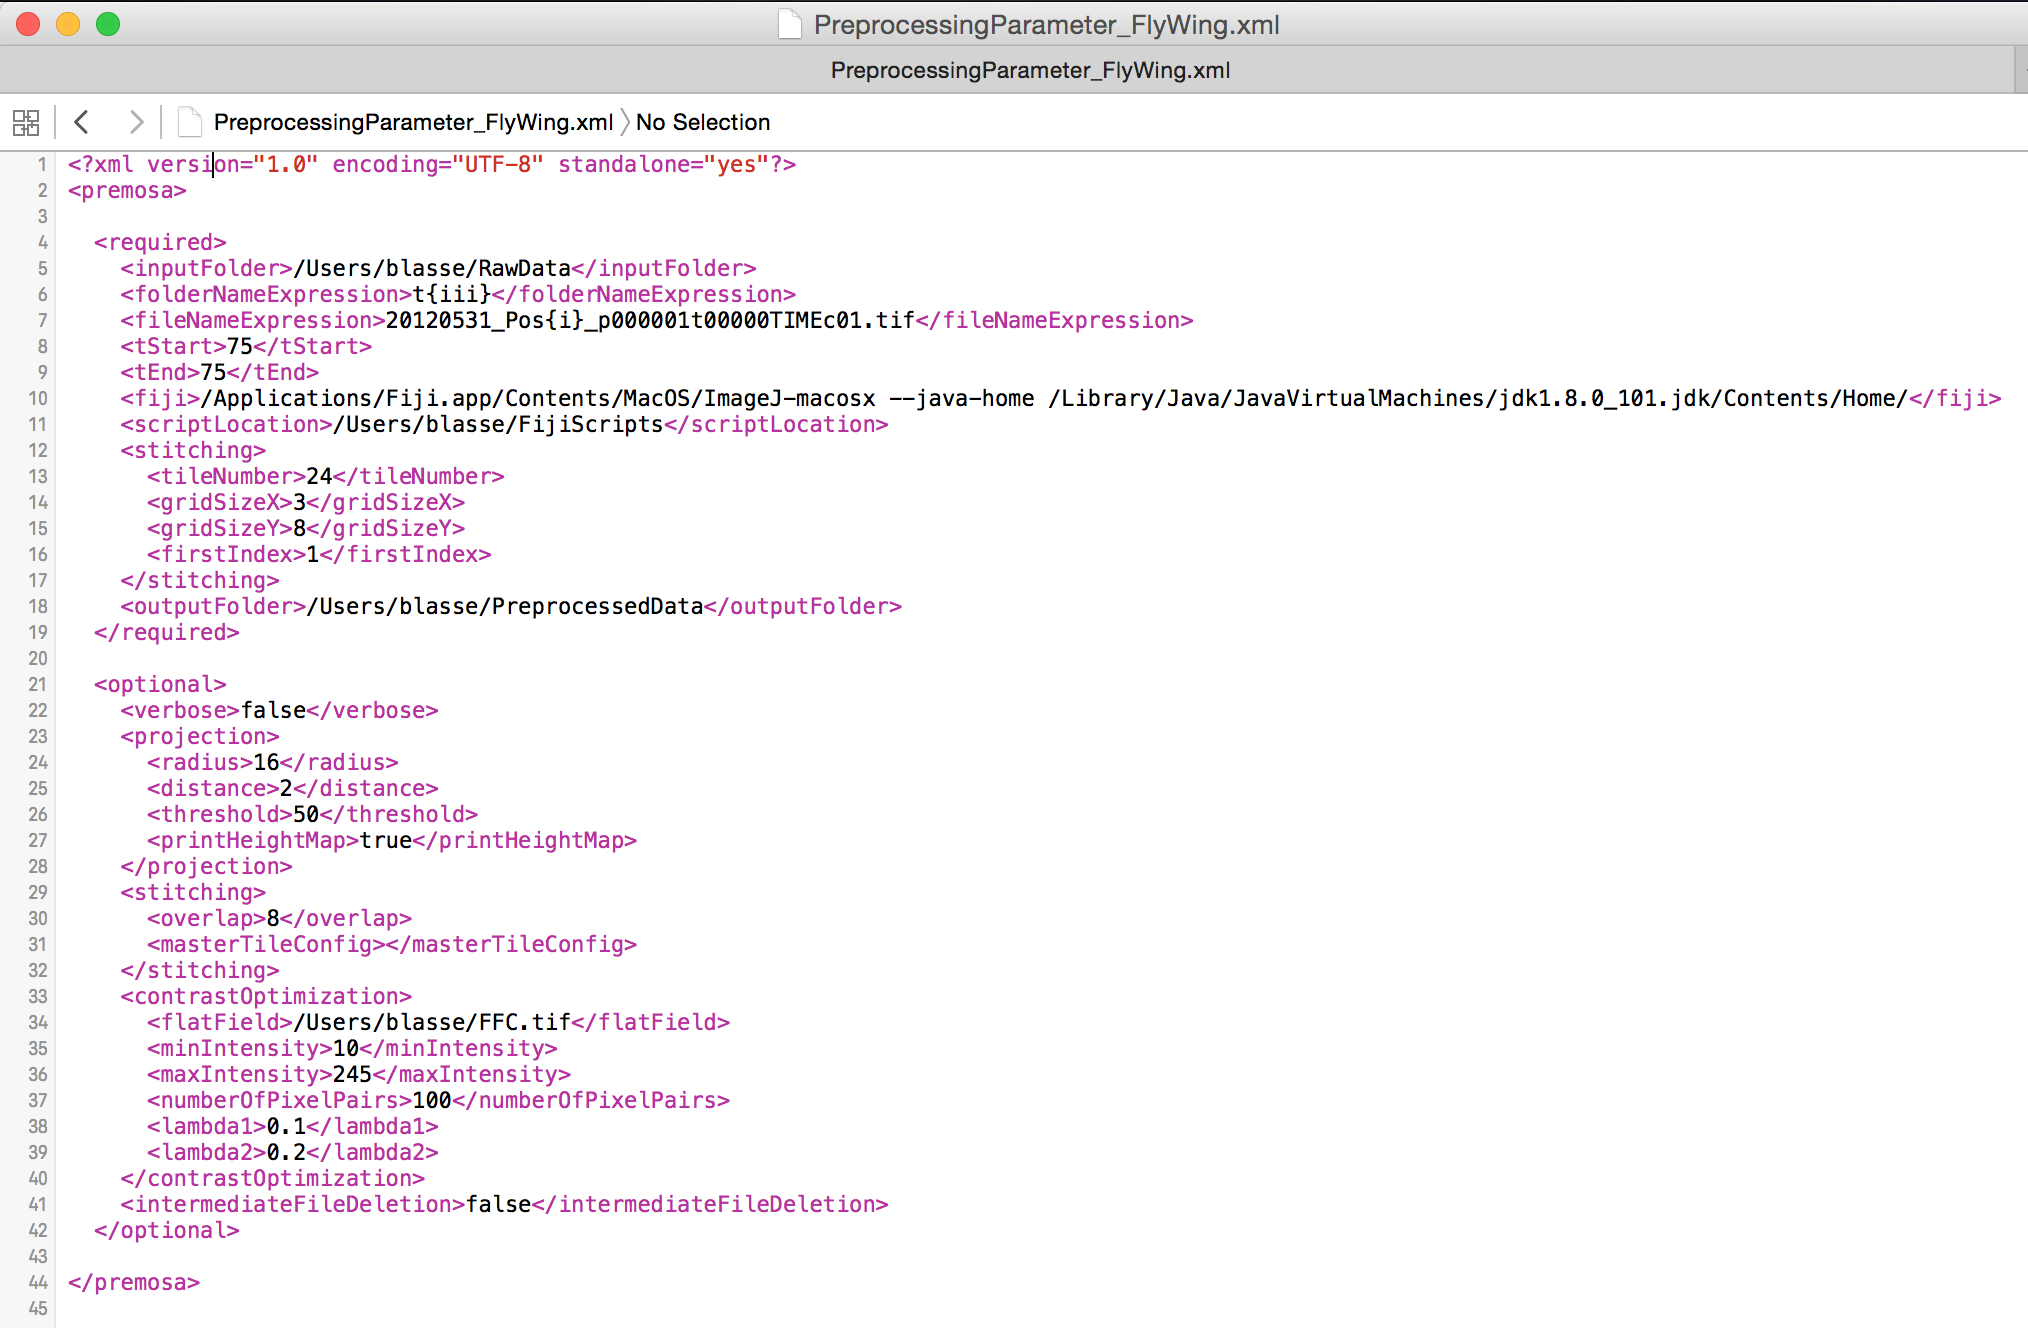 PreprocessingParameter_FlyWing.xml
PreprocessingParameter_FlyWing.xml
PreprocessingParameter_FlyWing.xml 〉No Selection
1 <?xml version="1.0" encoding="UTF-8" standalone="yes"?>
2 <premosa>
3
4   <required>
5     <inputFolder>/Users/blasse/RawData</inputFolder>
6     <folderNameExpression>t{iii}</folderNameExpression>
7     <fileNameExpression>20120531_Pos{i}_p000001t00000TIMEc01.tif</fileNameExpression>
8     <tStart>75</tStart>
9     <tEnd>75</tEnd>
10     <fiji>/Applications/Fiji.app/Contents/MacOS/ImageJ-macosx --java-home /Library/Java/JavaVirtualMachines/jdk1.8.0_101.jdk/Contents/Home/</fiji>
11     <scriptLocation>/Users/blasse/FijiScripts</scriptLocation>
12     <stitching>
13       <tileNumber>24</tileNumber>
14       <gridSizeX>3</gridSizeX>
15       <gridSizeY>8</gridSizeY>
16       <firstIndex>1</firstIndex>
17     </stitching>
18     <outputFolder>/Users/blasse/PreprocessedData</outputFolder>
19   </required>
20
21   <optional>
22     <verbose>false</verbose>
23     <projection>
24       <radius>16</radius>
25       <distance>2</distance>
26       <threshold>50</threshold>
27       <printHeightMap>true</printHeightMap>
28     </projection>
29     <stitching>
30       <overlap>8</overlap>
31       <masterTileConfig></masterTileConfig>
32     </stitching>
33     <contrastOptimization>
34       <flatField>/Users/blasse/FFC.tif</flatField>
35       <minIntensity>10</minIntensity>
36       <maxIntensity>245</maxIntensity>
37       <numberOfPixelPairs>100</numberOfPixelPairs>
38       <lambda1>0.1</lambda1>
39       <lambda2>0.2</lambda2>
40     </contrastOptimization>
41     <intermediateFileDeletion>false</intermediateFileDeletion>
42   </optional>
43
44 </premosa>
45